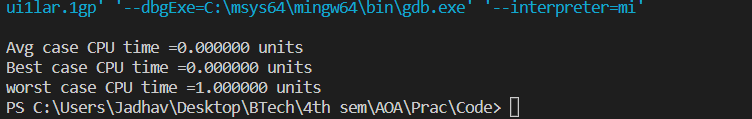 ui1lar.1gp' '--dbgExe=C:\msys64\mingw64\bin\gdb.exe' '--interpreter=mi'
Avg case CPU time =0.000000 units
Best case CPU time =0.000000 units
worst case CPU time =1.000000 units
PS C:\Users\Jadhav\Desktop\BTech\4th sem\AOA\Prac\Code>